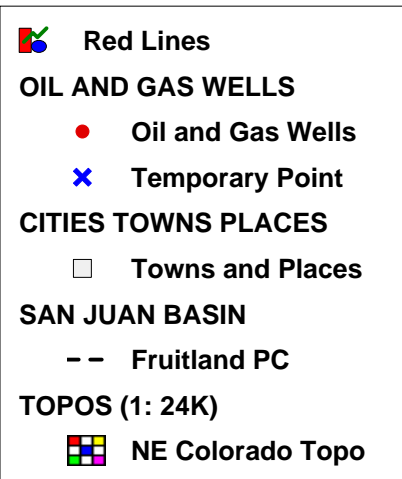 Red Lines
OIL AND GAS WELLS
Oil and Gas Wells
Temporary Point
CITIES TOWNS PLACES
Towns and Places
SAN JUAN BASIN
Fruitland PC
TOPOS (1: 24K)
NE Colorado Topo